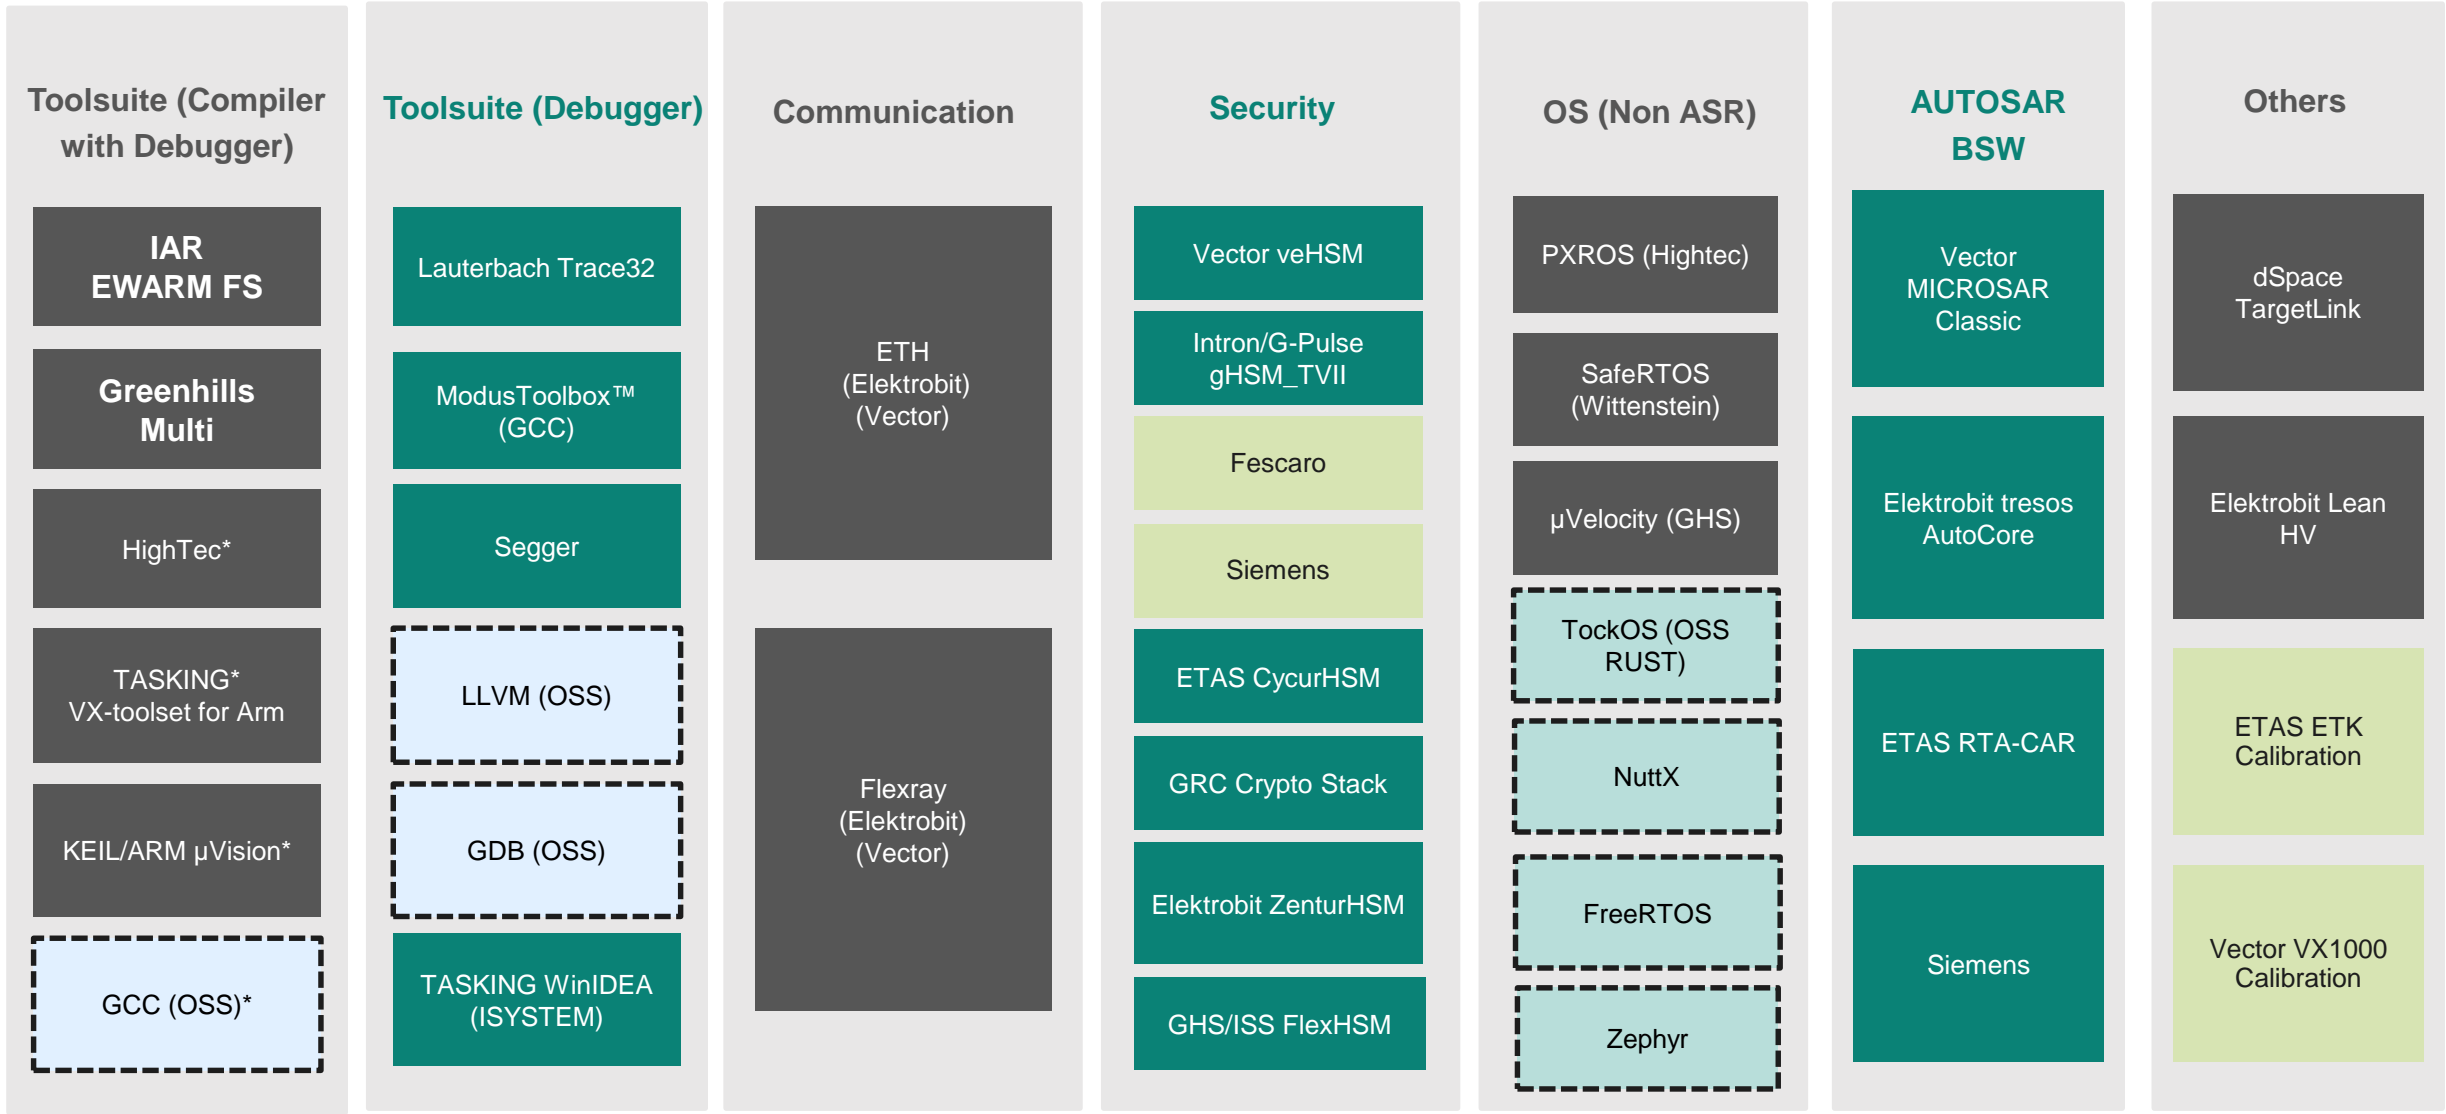 Toolsuite (Compiler
with Debugger)
IAR
EWARM FS
Greenhills
Multi
HighTec*
TASKING*
VX-toolset for Arm
KEIL/ARM µVision*
GCC (OSS)*
Toolsuite (Debugger)
Lauterbach Trace32
ModusToolbox™
(GCC)
Segger
LLVM (OSS)
GDB (OSS)
TASKING WinIDEA
(ISYSTEM)
Communication
ETH
(Elektrobit)
(Vector)
Flexray
(Elektrobit)
(Vector)
Security
Vector veHSM
Intron/G-Pulse
gHSM_TVII
Fescaro
Siemens
ETAS CycurHSM
GRC Crypto Stack
Elektrobit ZenturHSM
GHS/ISS FlexHSM
OS (Non ASR)
PXROS (Hightec)
SafeRTOS
(Wittenstein)
µVelocity (GHS)
TockOS (OSS
RUST)
NuttX
FreeRTOS
Zephyr
AUTOSAR
BSW
Vector
MICROSAR
Classic
Elektrobit tresos
AutoCore
ETAS RTA-CAR
Siemens
Others
dSpace
TargetLink
Elektrobit Lean
HV
ETAS ETK
Calibration
Vector VX1000
Calibration